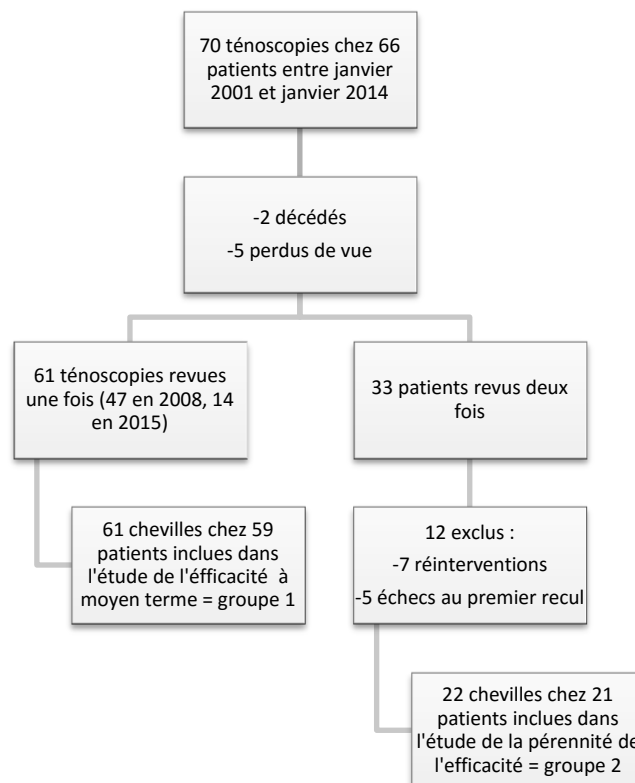 70 ténoscopies chez 66
patients entre janvier
2001 et janvier 2014
-2 décédés
-5 perdus de vue
61 ténoscopies revues
une fois (47 en 2008, 14
en 2015)
33 patients revus deux
fois
61 chevilles chez 59
patients inclues dans
l'étude de l'éfficacité à
moyen terme = groupe 1
12 exclus :
-7 réinterventions
-5 échecs au premier recul
22 chevilles chez 21
patients inclues dans
l'étude de la pérennité de
l'efficacité = groupe 2